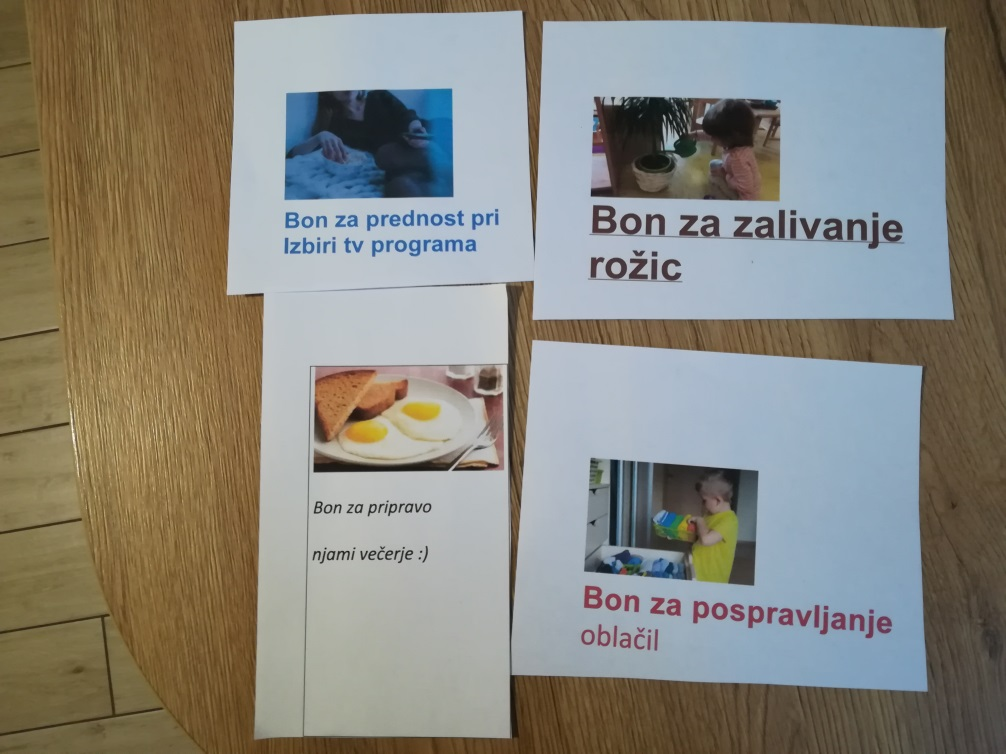 Bon za prednost pri
Izbiri tv programa
Bon za zalivanje
rožic
Bon za pripravo
njami večerje :)
Bon za pospravljanje
oblačil